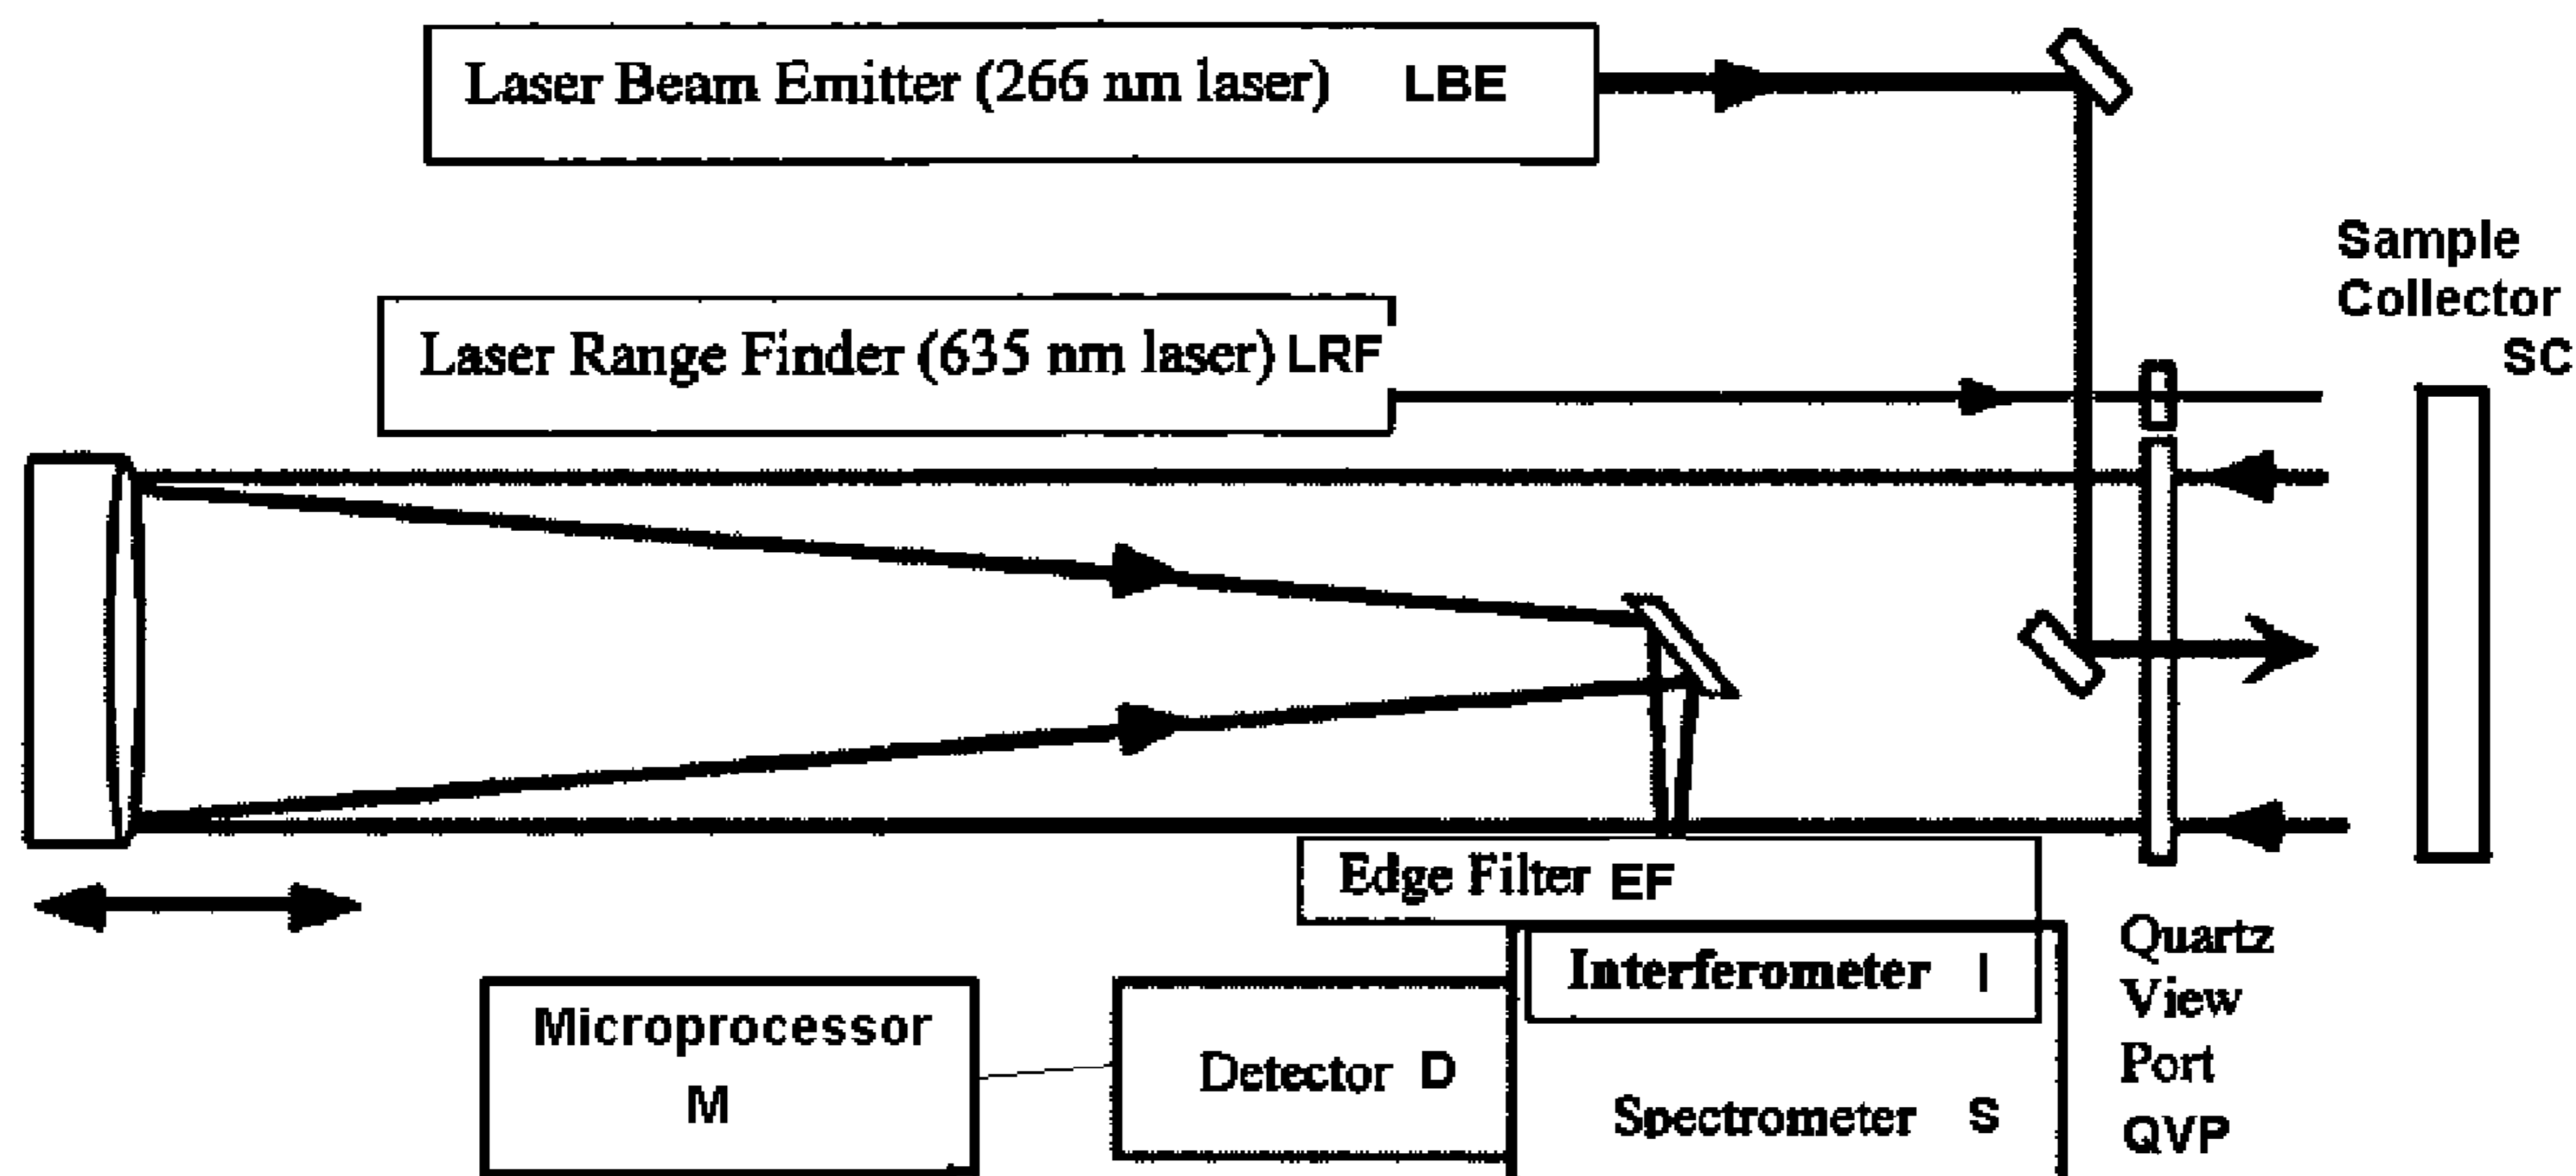 Laser Beam Emitter (266 nm laser) LBE
Sample
Collector
SC
Laser Range Finder (635 nm laser) LRF
Edge Filter EF
Interferometer I
Spectrometer S
Detector D
Microprocessor
M
Quartz
View
Port
QVP